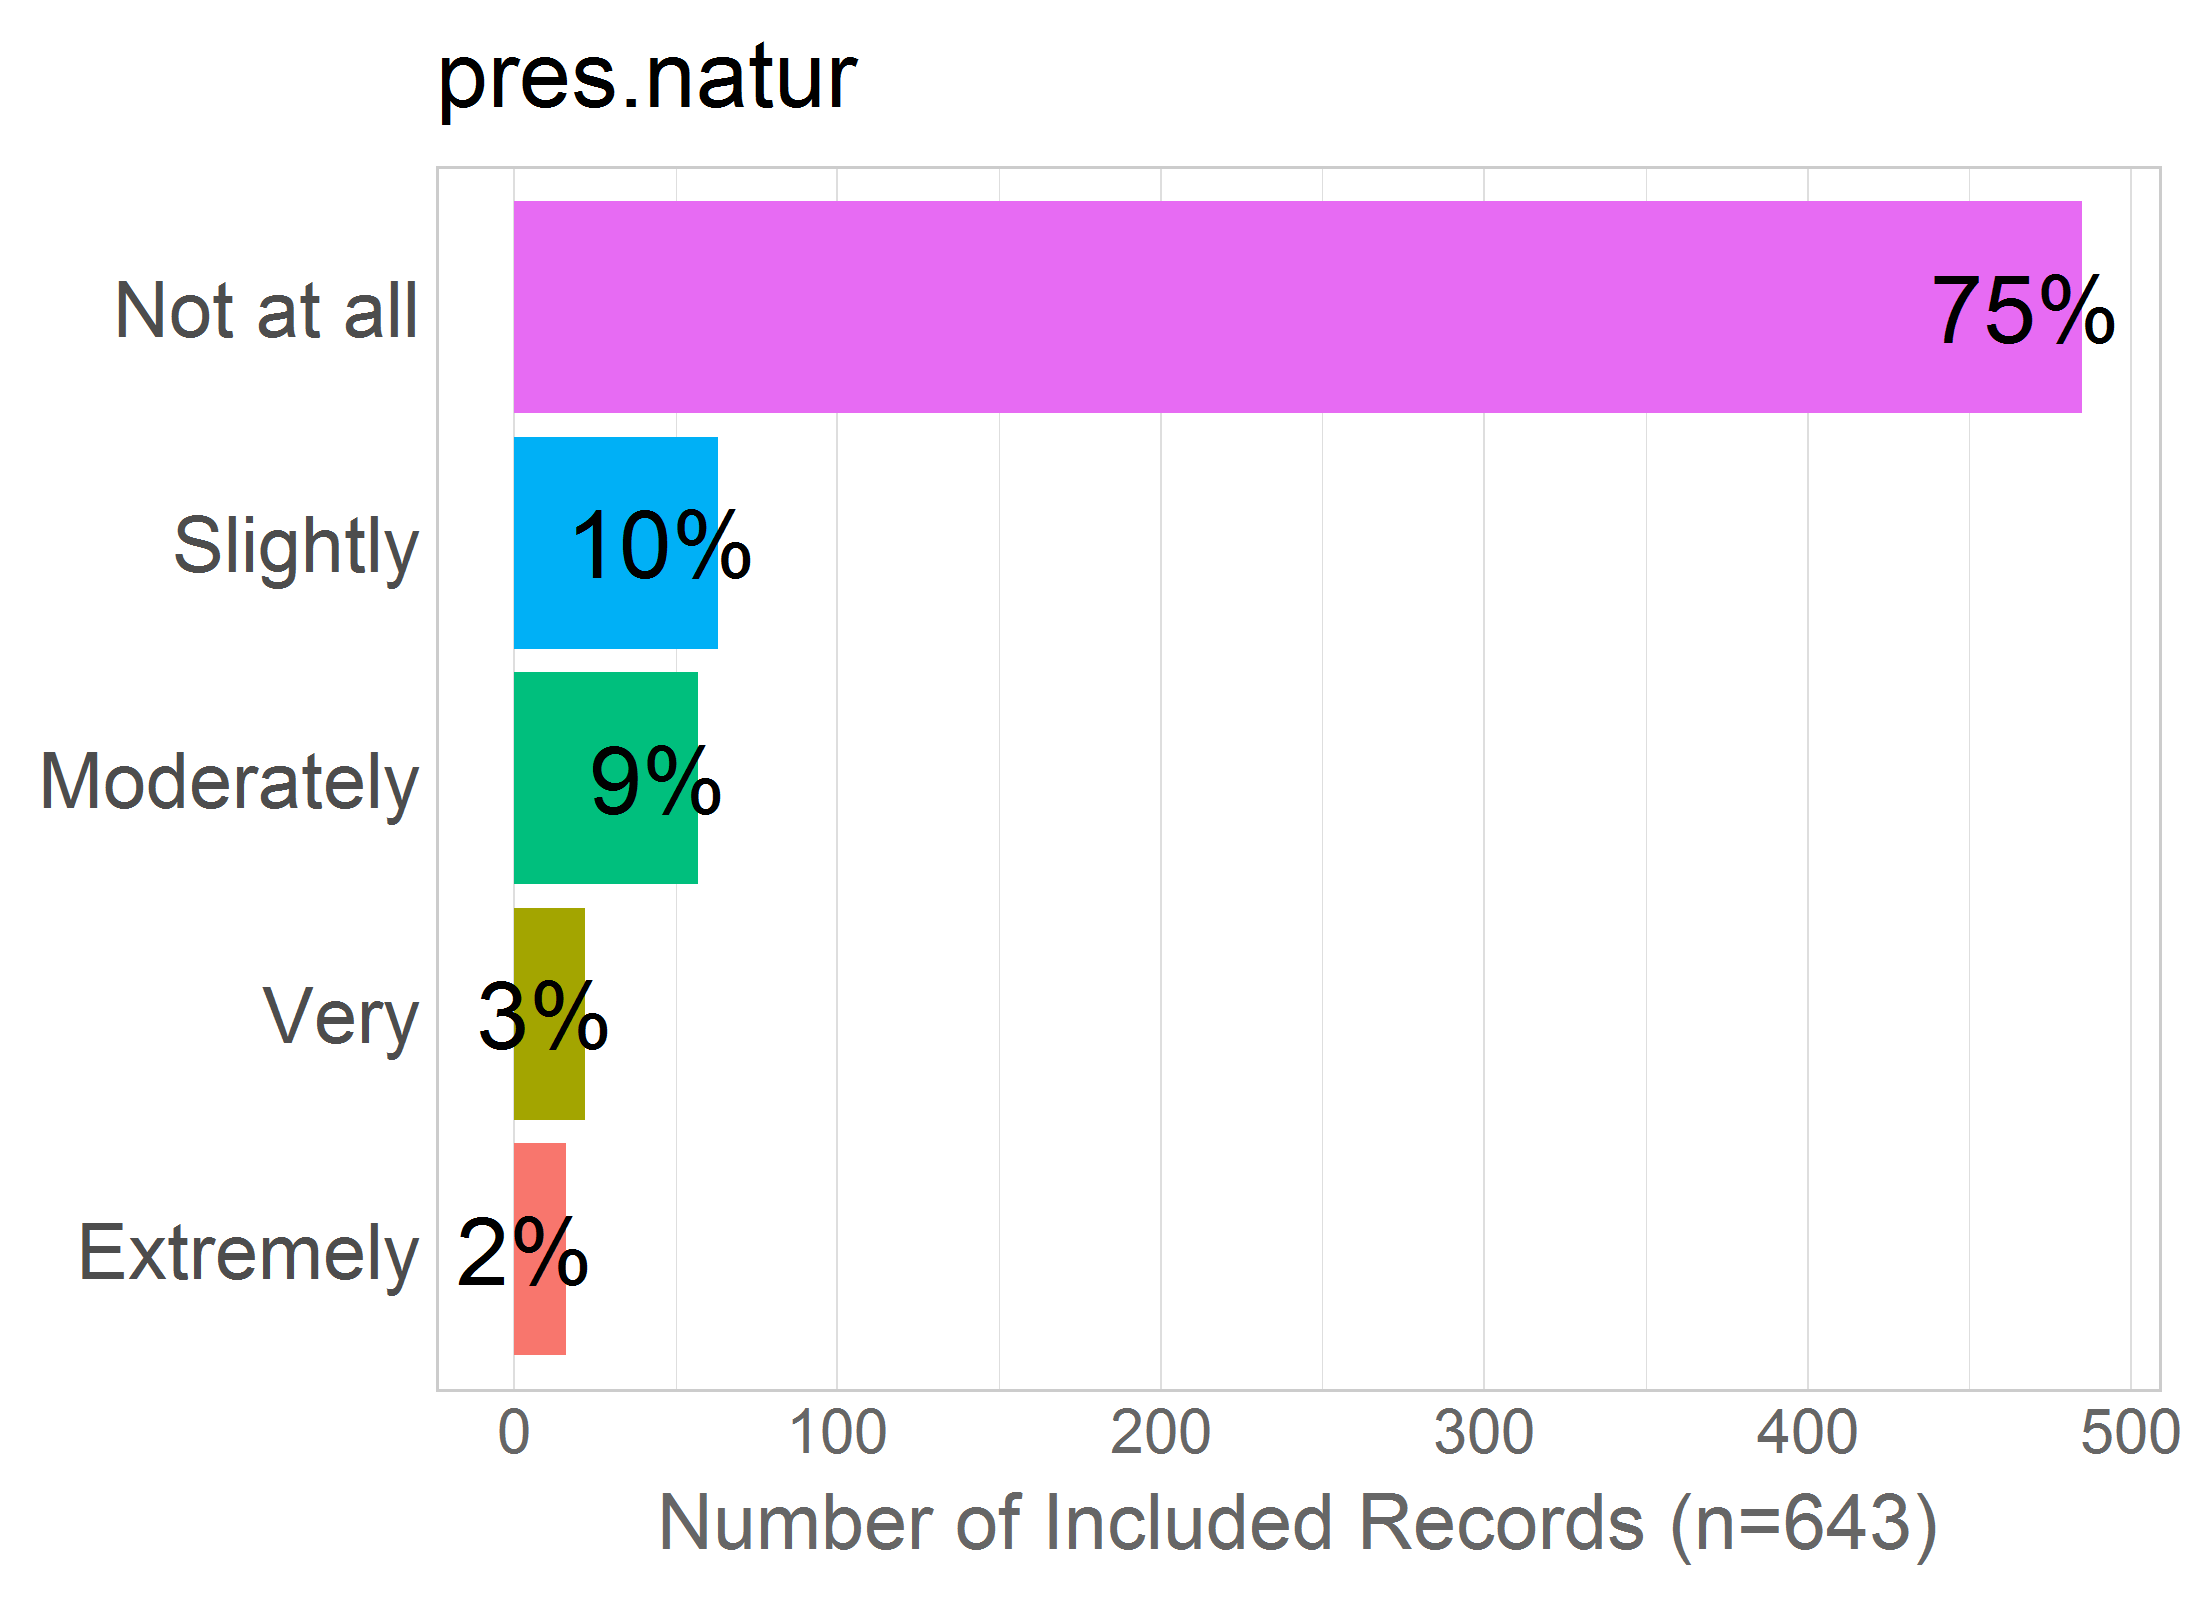 pres.natur
Not at all
75%
Slightly
10%
Moderately
9%
Very
3%
Extremely
2%
0 100 200 300 400 500
Number of Included Records (n=643)